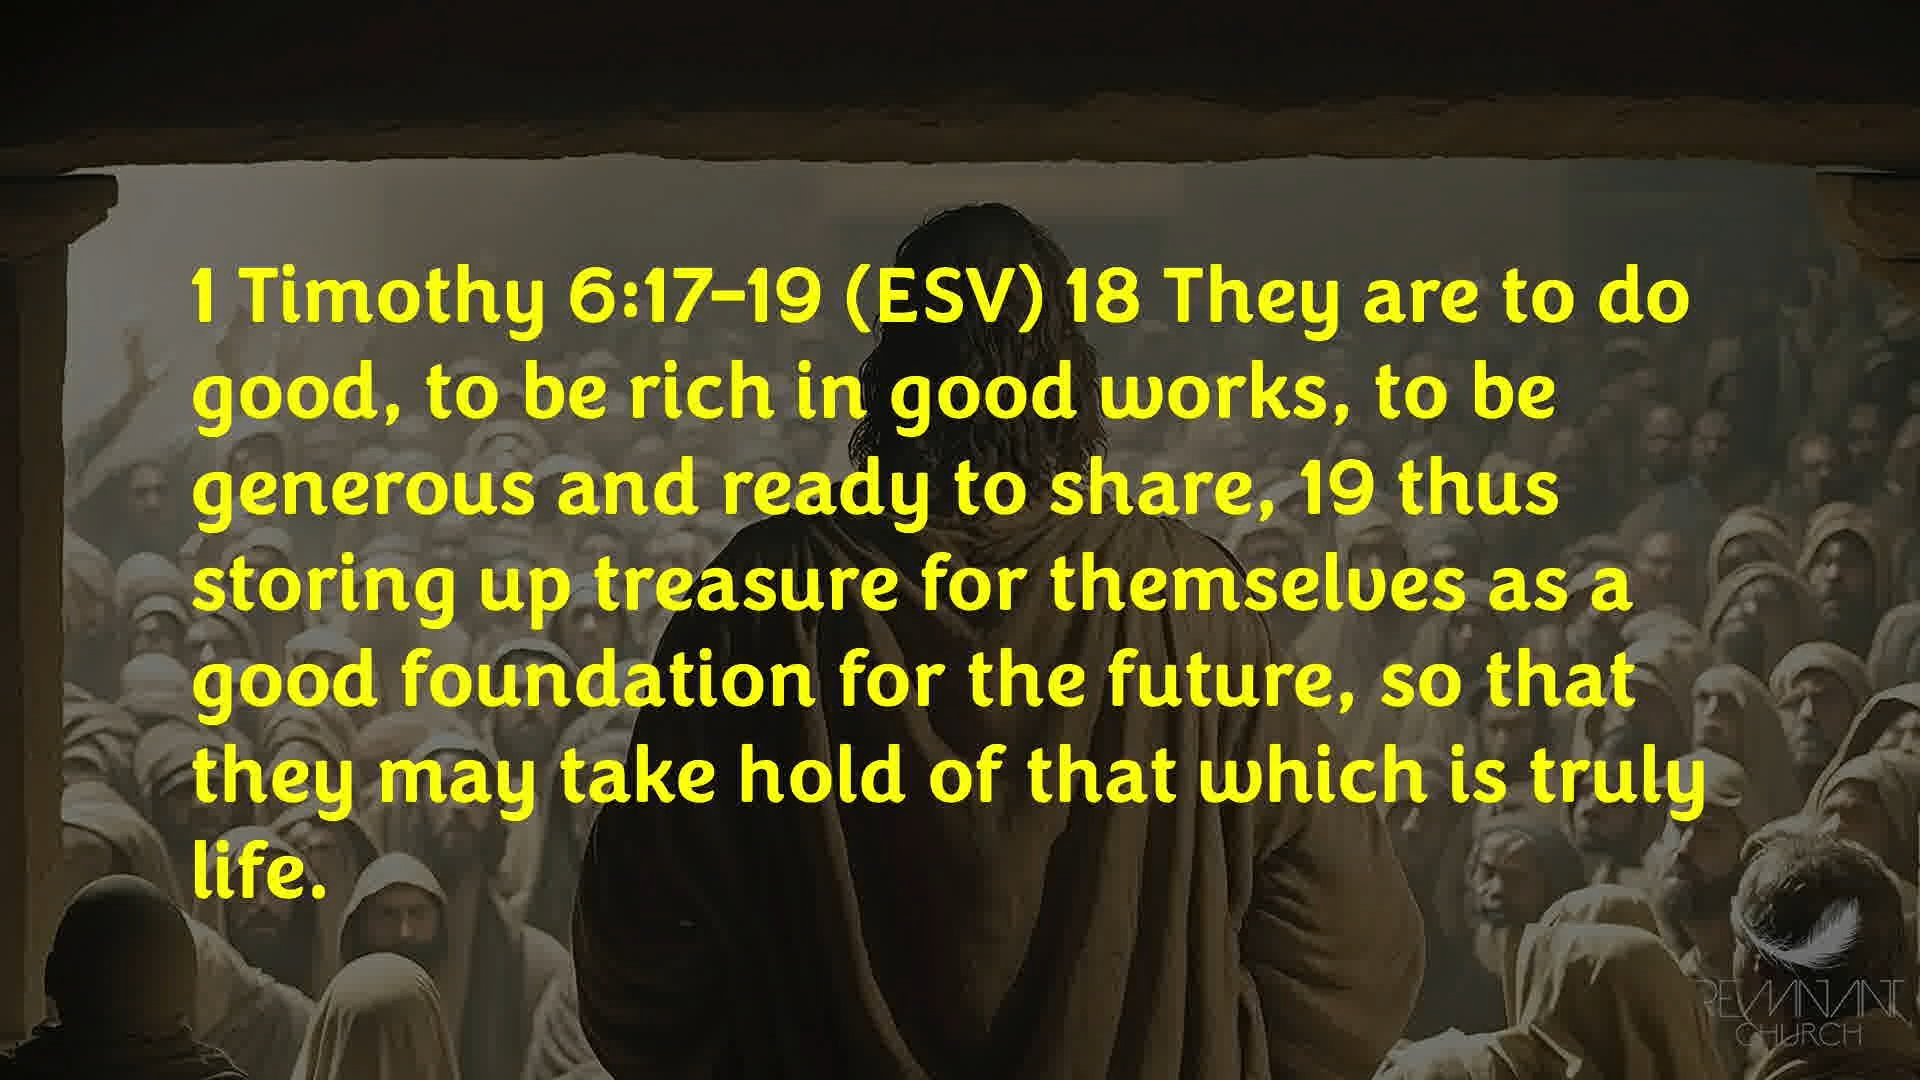 1 Timothy 6:17-19 (ESV) 18 They are to do
good, to be rich in good works, to be
generous and ready to share, 19 thus
storing up treasure for themselves as a
good foundation for the future, so that
they may take hold of that which is truly
life.
REMNANT
CHURCH